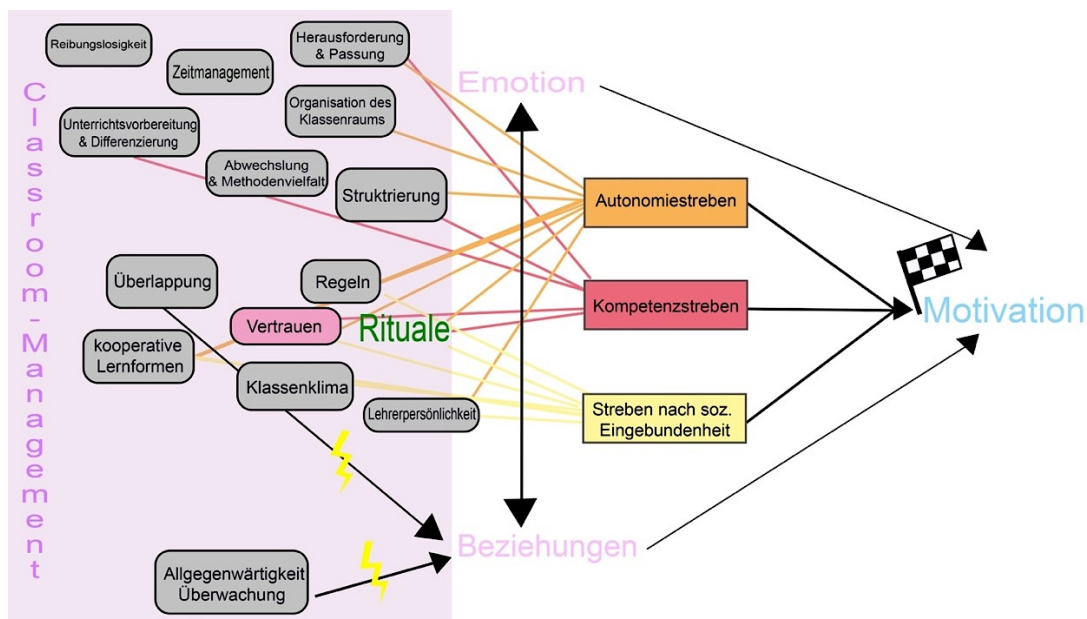 Classroom-Management
Reibungslosigkeit
Zeitmanagement
Herausforderung
& Passung
Emotion
Organisation des
Klassenraums
Unterrichtsvorbereitung
& Differenzierung
Abwechslung
& Methodenvielfalt
Struktrierung
Autonomiestreben
Überlappung
Regeln
Kompetenzstreben
Motivation
Vertrauen
Rituale
kooperative
Lernformen
Klassenklima
Lehrerpersönlichkeit
Streben nach soz.
Eingebundenheit
Beziehungen
Allgegenwärtigkeit
Überwachung